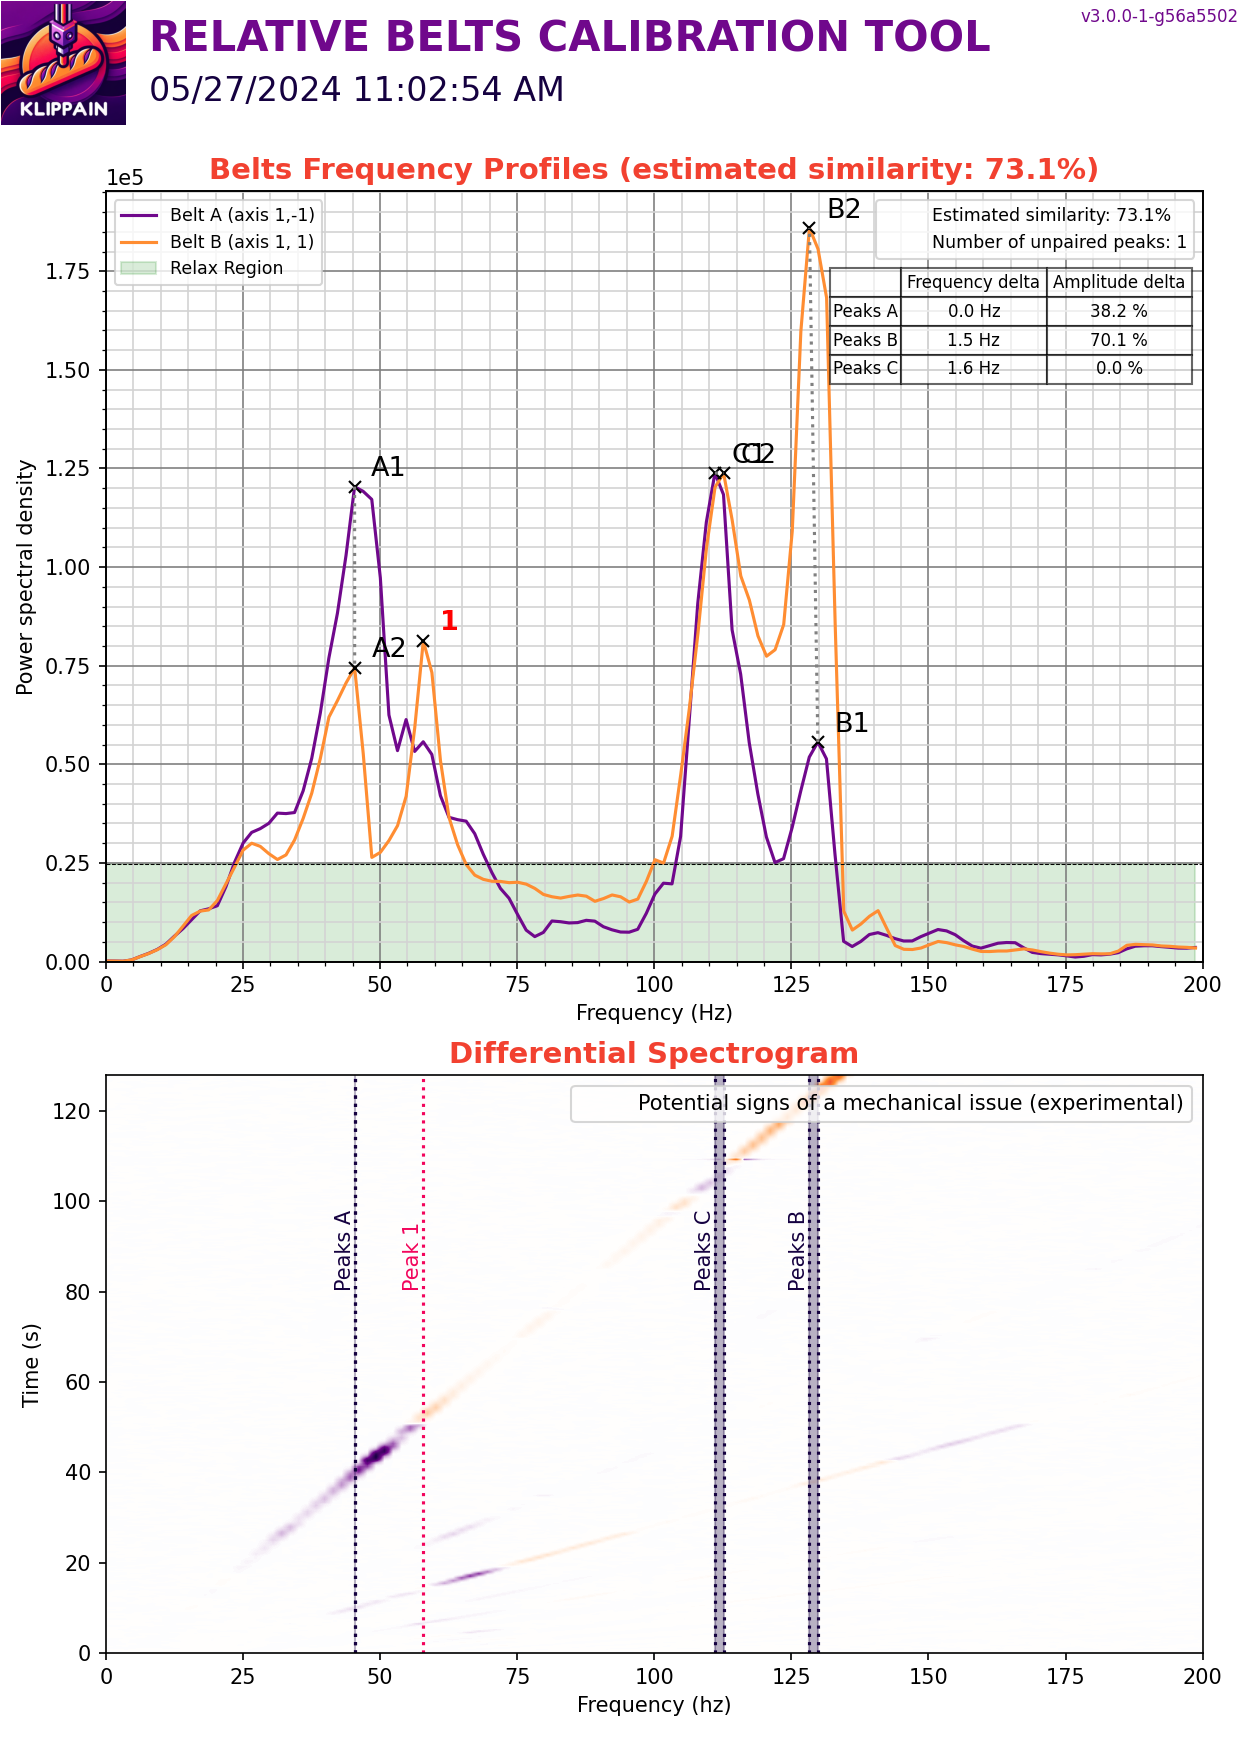 KLIPPAIN
RELATIVE BELTS CALIBRATION TOOL
v3.0.0-1-g56a5502
05/27/2024 11:02:54 AM
Belts Frequency Profiles (estimated similarity: 73.1%)
1e5
Belt A (axis 1,-1)
Belt B (axis 1, 1)
Relax Region
Estimated similarity: 73.1%
Number of unpaired peaks: 1
Frequency delta Amplitude delta
Peaks A 0.0 Hz 38.2 %
Peaks B 1.5 Hz 70.1 %
Peaks C 1.6 Hz 0.0 %
B2
A1
C1
C2
1
A2
B1
Power spectral density
1.75
1.50
1.25
1.00
0.75
0.50
0.25
0.00
0 25 50 75 100 125 150 175 200
Frequency (Hz)
Differential Spectrogram
Potential signs of a mechanical issue (experimental)
Peaks A
Peak 1
Peaks C
Peaks B
Time (s)
120
100
80
60
40
20
0
0 25 50 75 100 125 150 175 200
Frequency (hz)